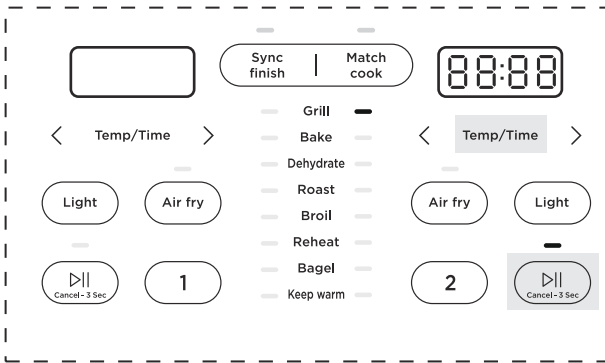 Sync finish
Match cook
88:88
Grill
Bake
Dehydrate
Roast
Broil
Reheat
Bagel
Keep warm
< Temp/Time >
< Temp/Time >
Light
Air fry
Air fry
Light
Cancel - 3 Sec
1
2
Cancel - 3 Sec